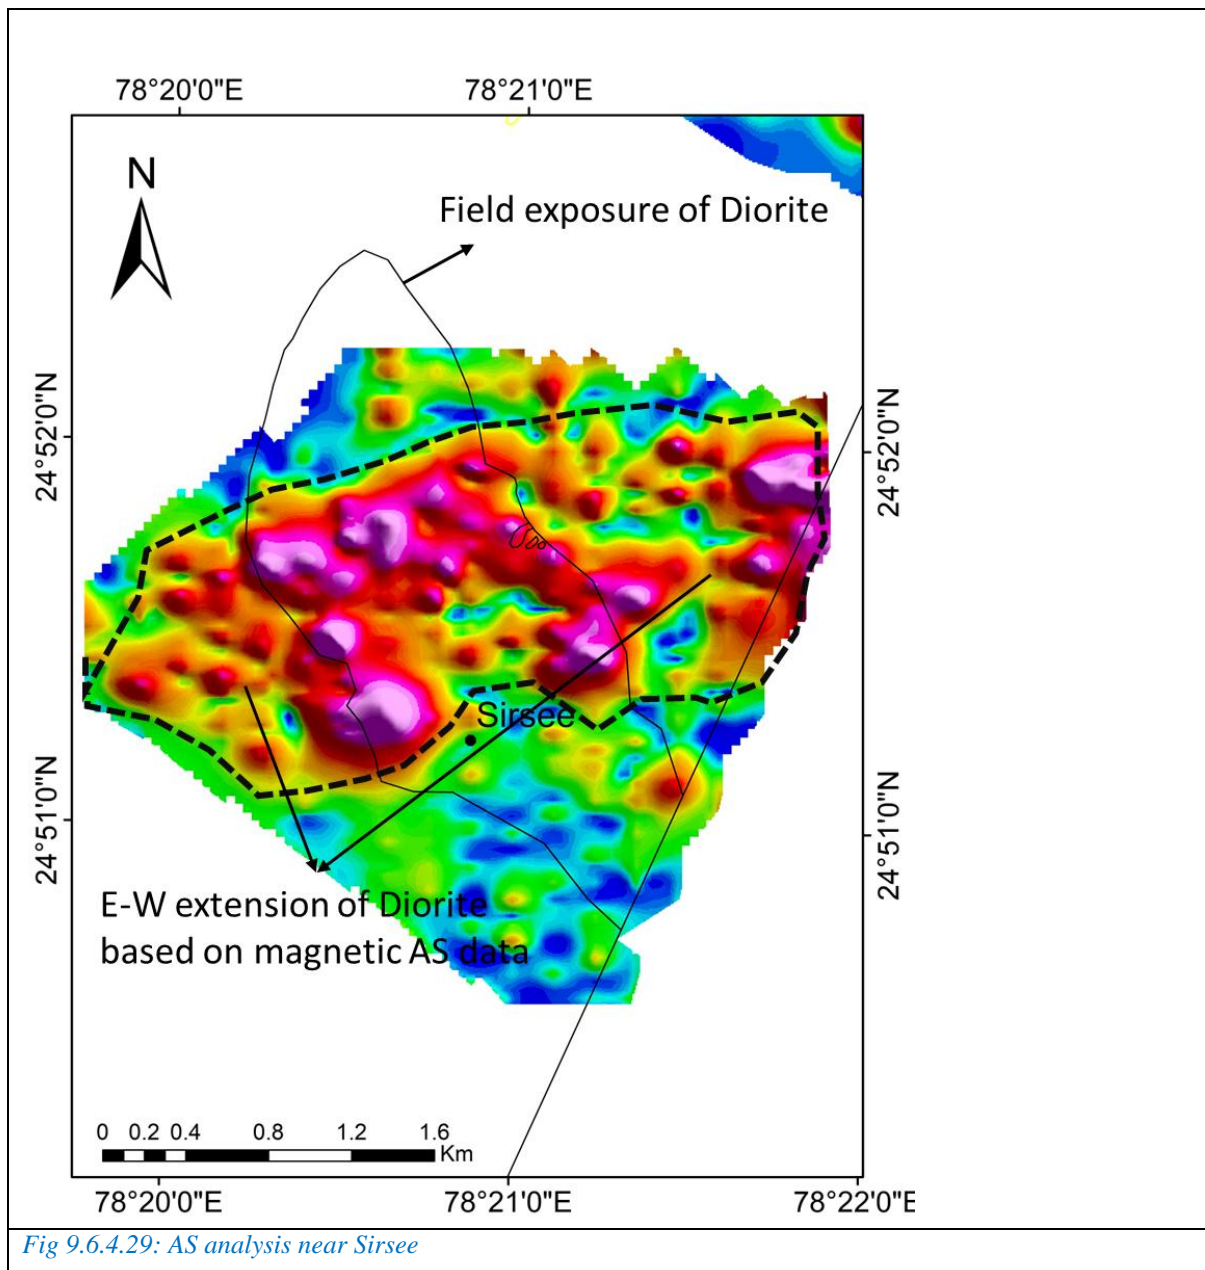 78°20'0"E 78°21'0"E
N
Field exposure of Diorite
24°52'0"N
24°52'0"N
Sirsee
24°51'0"N
24°51'0"N
E-W extension of Diorite
based on magnetic AS data
0 0.2 0.4 0.8 1.2 1.6
Km
78°20'0"E 78°21'0"E 78°22'0"E
Fig 9.6.4.29: AS analysis near Sirsee